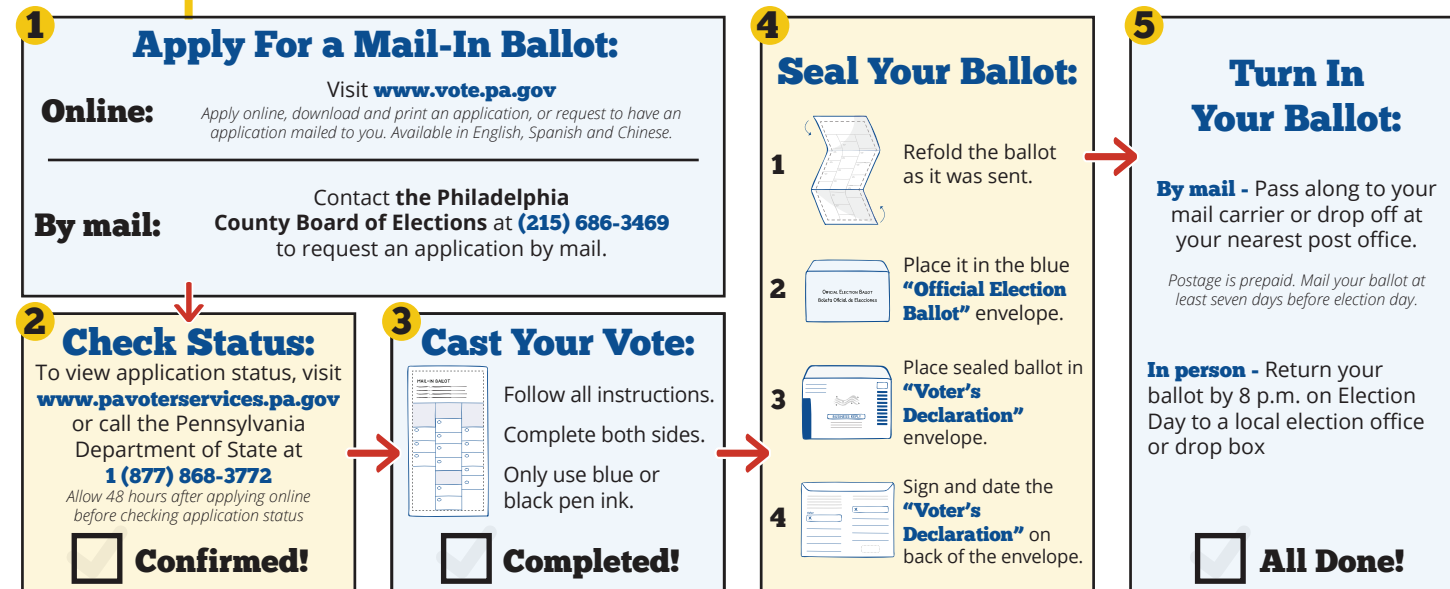 1
Apply For a Mail-In Ballot:
Online:
Visit www.vote.pa.gov
Apply online, download and print an application, or request to have an
application mailed to you. Available in English, Spanish and Chinese.
By mail:
Contact the Philadelphia
County Board of Elections at (215) 686-3469
to request an application by mail.
2
Check Status:
To view application status, visit
www.pavoterservices.pa.gov
or call the Pennsylvania
Department of State at
1 (877) 868-3772
Allow 48 hours after applying online
before checking application status
Confirmed!
3
Cast Your Vote:
MAIL-IN BALLOT
Follow all instructions.
Complete both sides.
Only use blue or
black pen ink.
Completed!
4
Seal Your Ballot:
1
Refold the ballot
as it was sent.
2
Official Election Ballot
Boleta Oficial de Elecciones
Place it in the blue
“Official Election
Ballot” envelope.
3
BUSINESS REPLY
Place sealed ballot in
“Voter’s
Declaration”
envelope.
4
Sign and date the
“Voter’s
Declaration” on
back of the envelope.
5
Turn In
Your Ballot:
By mail - Pass along to your
mail carrier or drop off at
your nearest post office.
Postage is prepaid. Mail your ballot at
least seven days before election day.
In person - Return your
ballot by 8 p.m. on Election
Day to a local election office
or drop box
All Done!